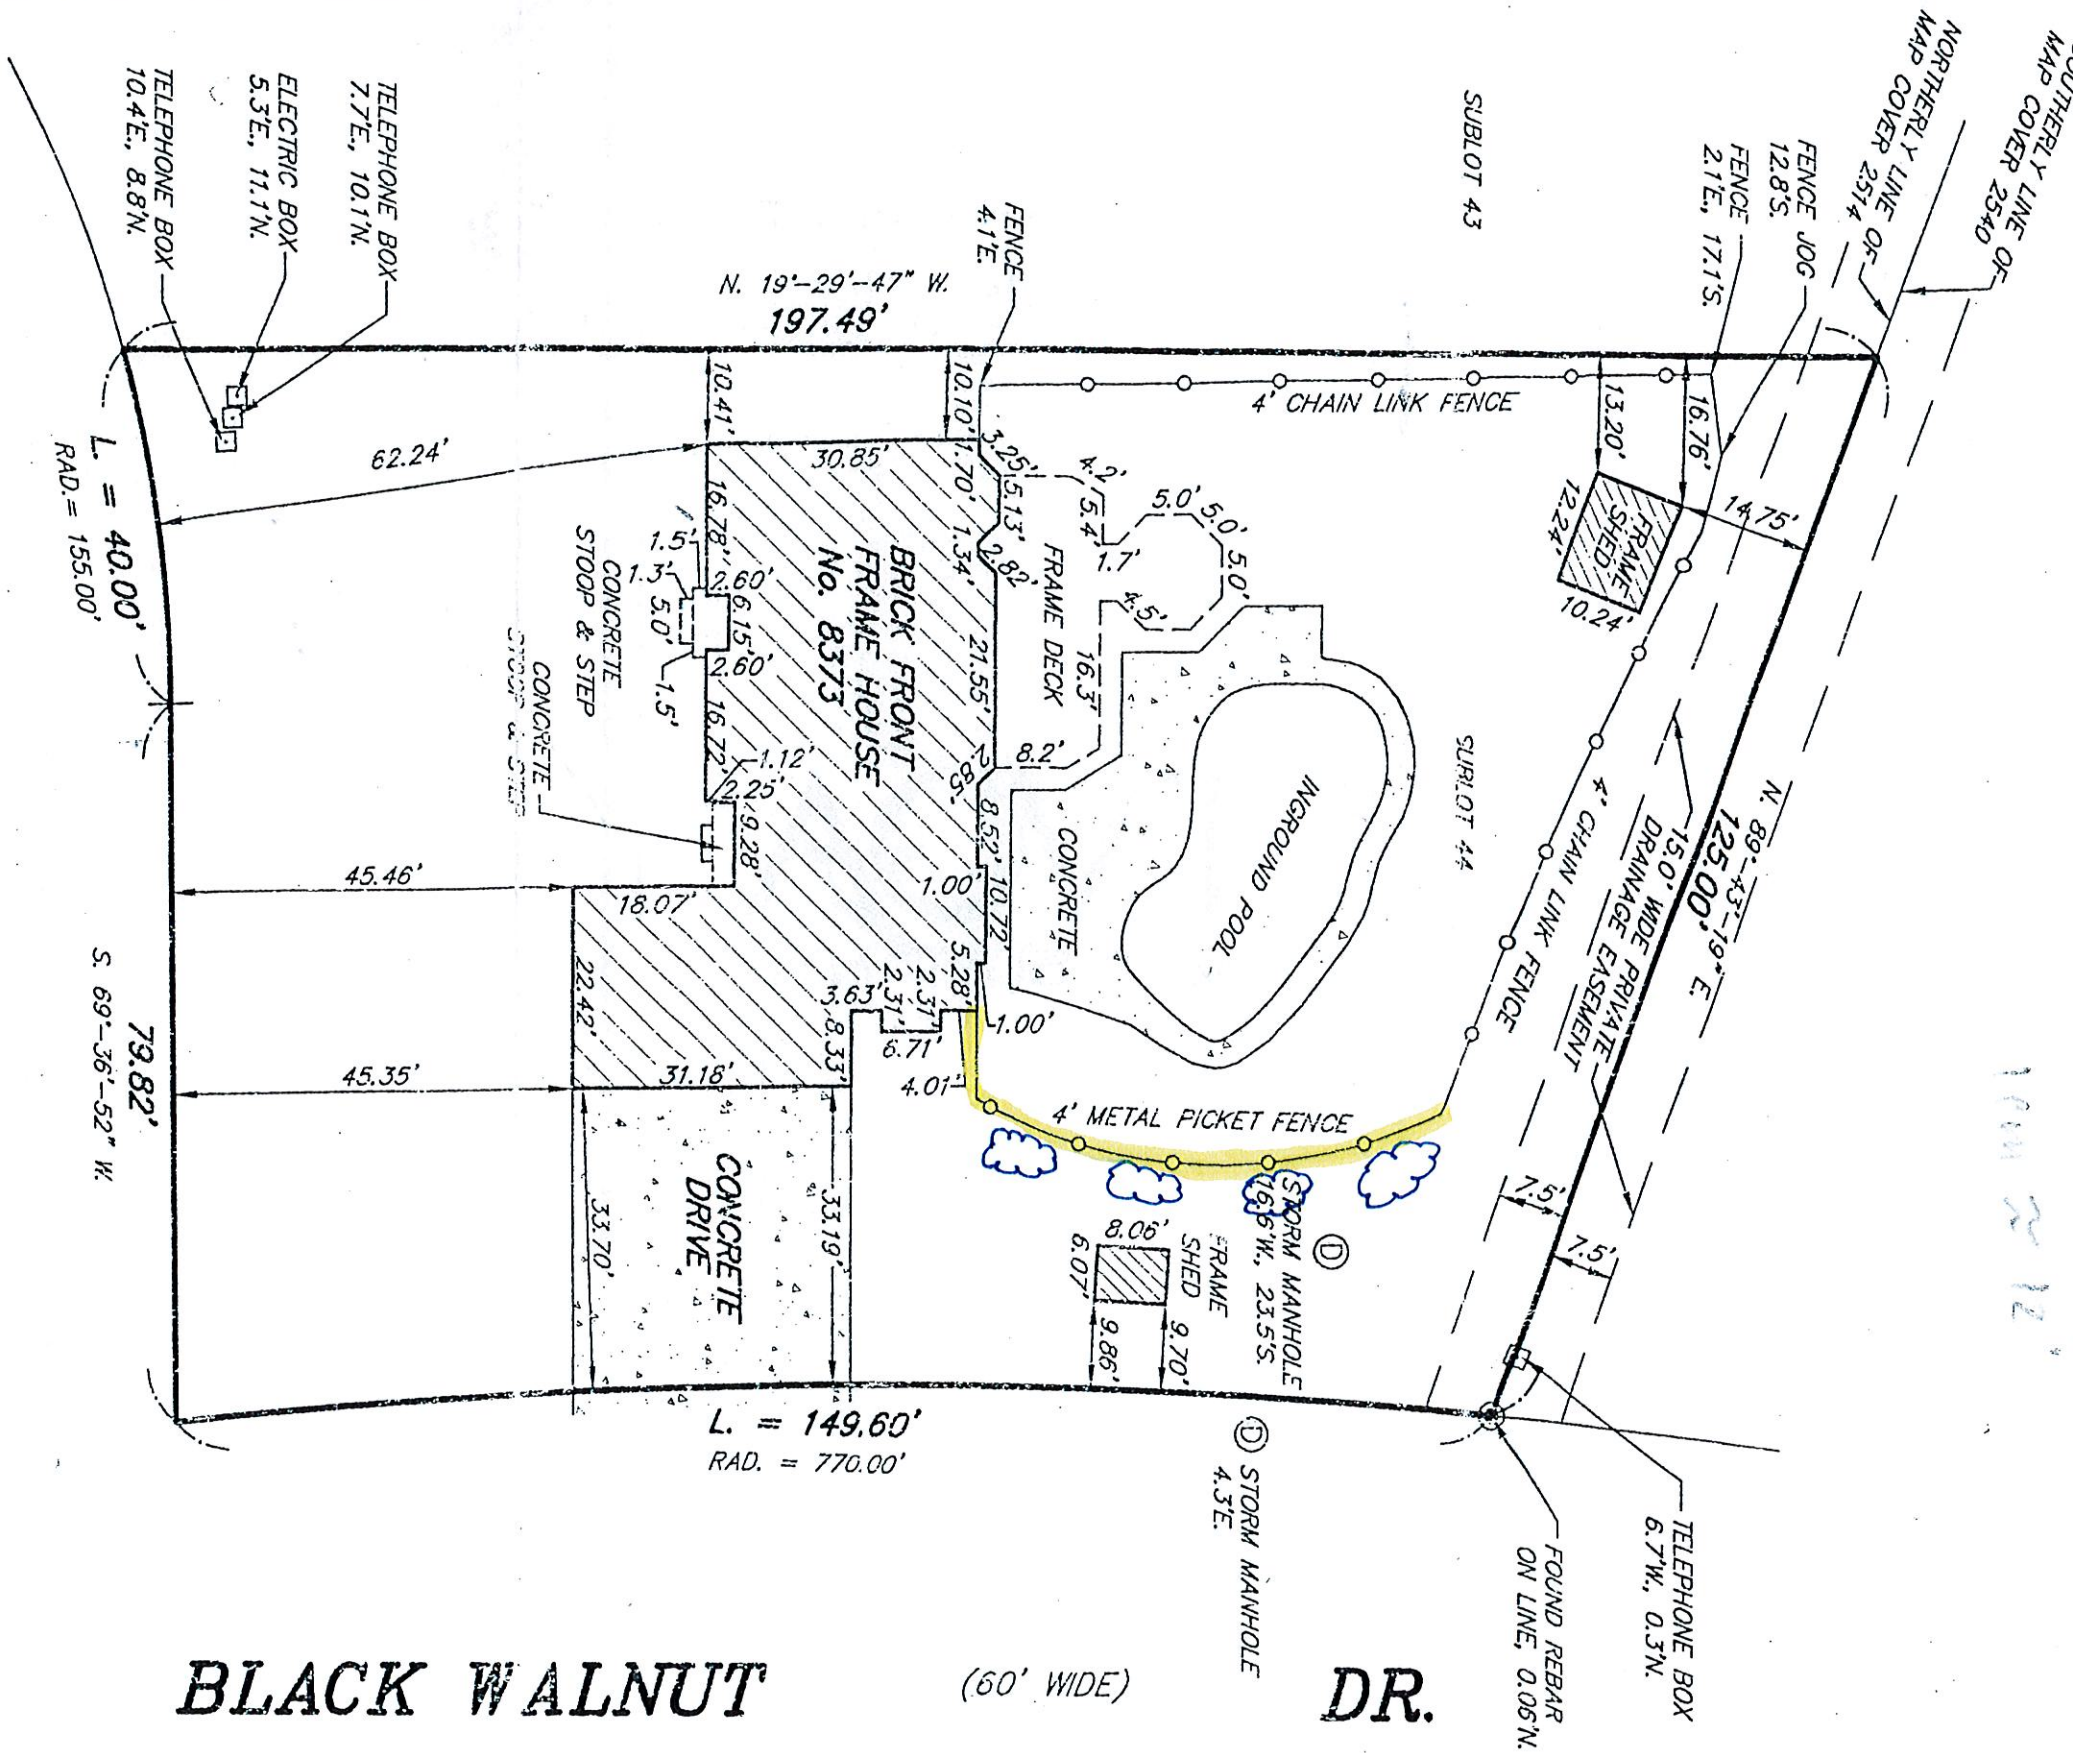 MAP COVER 2540
NORTHERLY LINE OF
MAP COVER 2514
FENCE JOG
12.8'S.
FENCE
2.1'E., 17.1'S.
SUBLOT 43
TELEPHONE BOX
7.7'E., 10.1'N.
ELECTRIC BOX
5.3'E., 11.1'N.
TELEPHONE BOX
10.4'E., 8.8'N.
FENCE
4.1'E.
N. 19°-29'-47" W.
197.49'
10.41'
10.10'
4' CHAIN LINK FENCE
13.20'
16.76'
14.75'
FRAME
SHED
12.24'
10.24'
L. = 40.00'
RAD.= 155.00'
62.24'
30.85'
1.70'
3.25'
5.13'
1.34'
2.82'
4.2'
5.4'
1.7'
5.0'
5.0'
5.0'
4.5'
16.3'
8.2'
FRAME DECK
16.78'
1.5'
1.3'
5.0'
2.60'
6.15'
2.60'
1.5'
16.72'
CONCRETE
STOOP & STEP
CONCRETE
STOOP & STEP
BRICK FRONT
FRAME HOUSE
No. 8373
21.55'
2.85'
8.52'
1.00'
10.72'
5.28'
1.00'
1.12'
2.25'
9.28'
INGROUND POOL
CONCRETE
SUBLOT 44
4' CHAIN LINK FENCE
N. 89°-43'-19" E.
125.00'
15.0' WIDE PRIVATE
DRAINAGE EASEMENT
45.46'
18.07'
22.42'
3.63'
2.31'
2.31'
6.71'
8.33'
4.01'
45.35'
31.18'
4' METAL PICKET FENCE
7.5'
7.5'
S. 69°-36'-52" W.
79.82'
33.70'
33.19'
CONCRETE
DRIVE
8.06'
6.07'
FRAME
SHED
9.86'
9.70'
D
STORM MANHOLE
16.6'W., 23.5'S.
L. = 149.60'
RAD. = 770.00'
D STORM MANHOLE
4.3'E.
TELEPHONE BOX
6.7'W., 0.3'N.
FOUND REBAR
ON LINE, 0.06'N.
BLACK WALNUT (60' WIDE) DR.